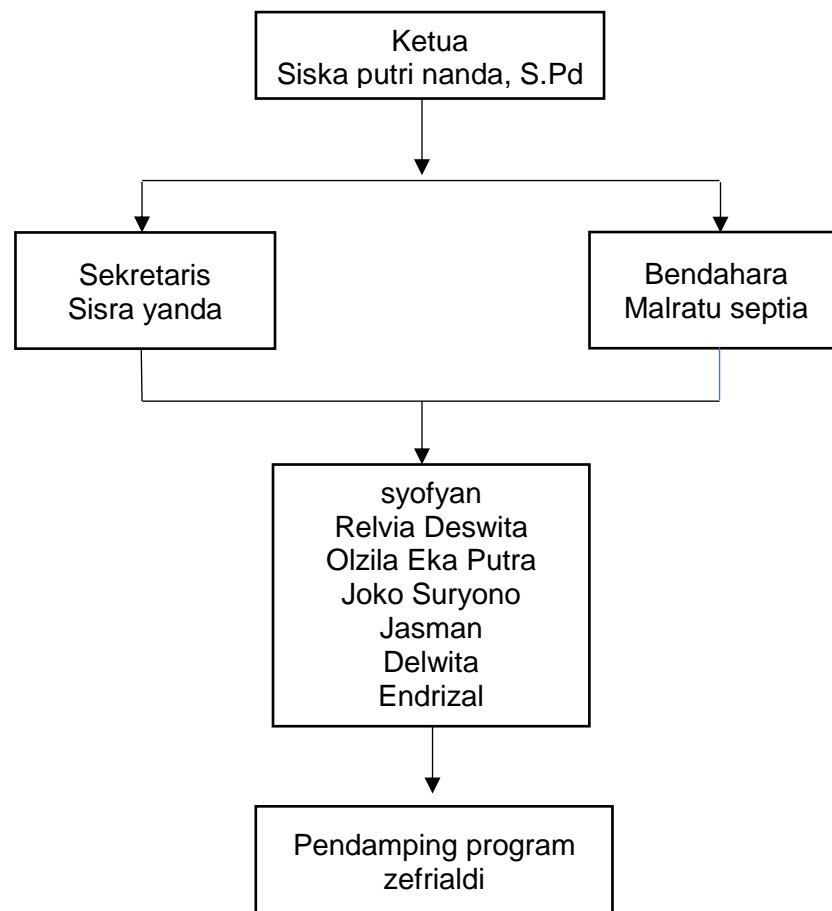 Ketua
Siska putri nanda, S.Pd
Sekretaris
Sisra yanda
Bendahara
Malratu septia
syofyan
Relvia Deswita
Olzila Eka Putra
Joko Suryono
Jasman
Delwita
Endrizal
Pendamping program
zefrialdi